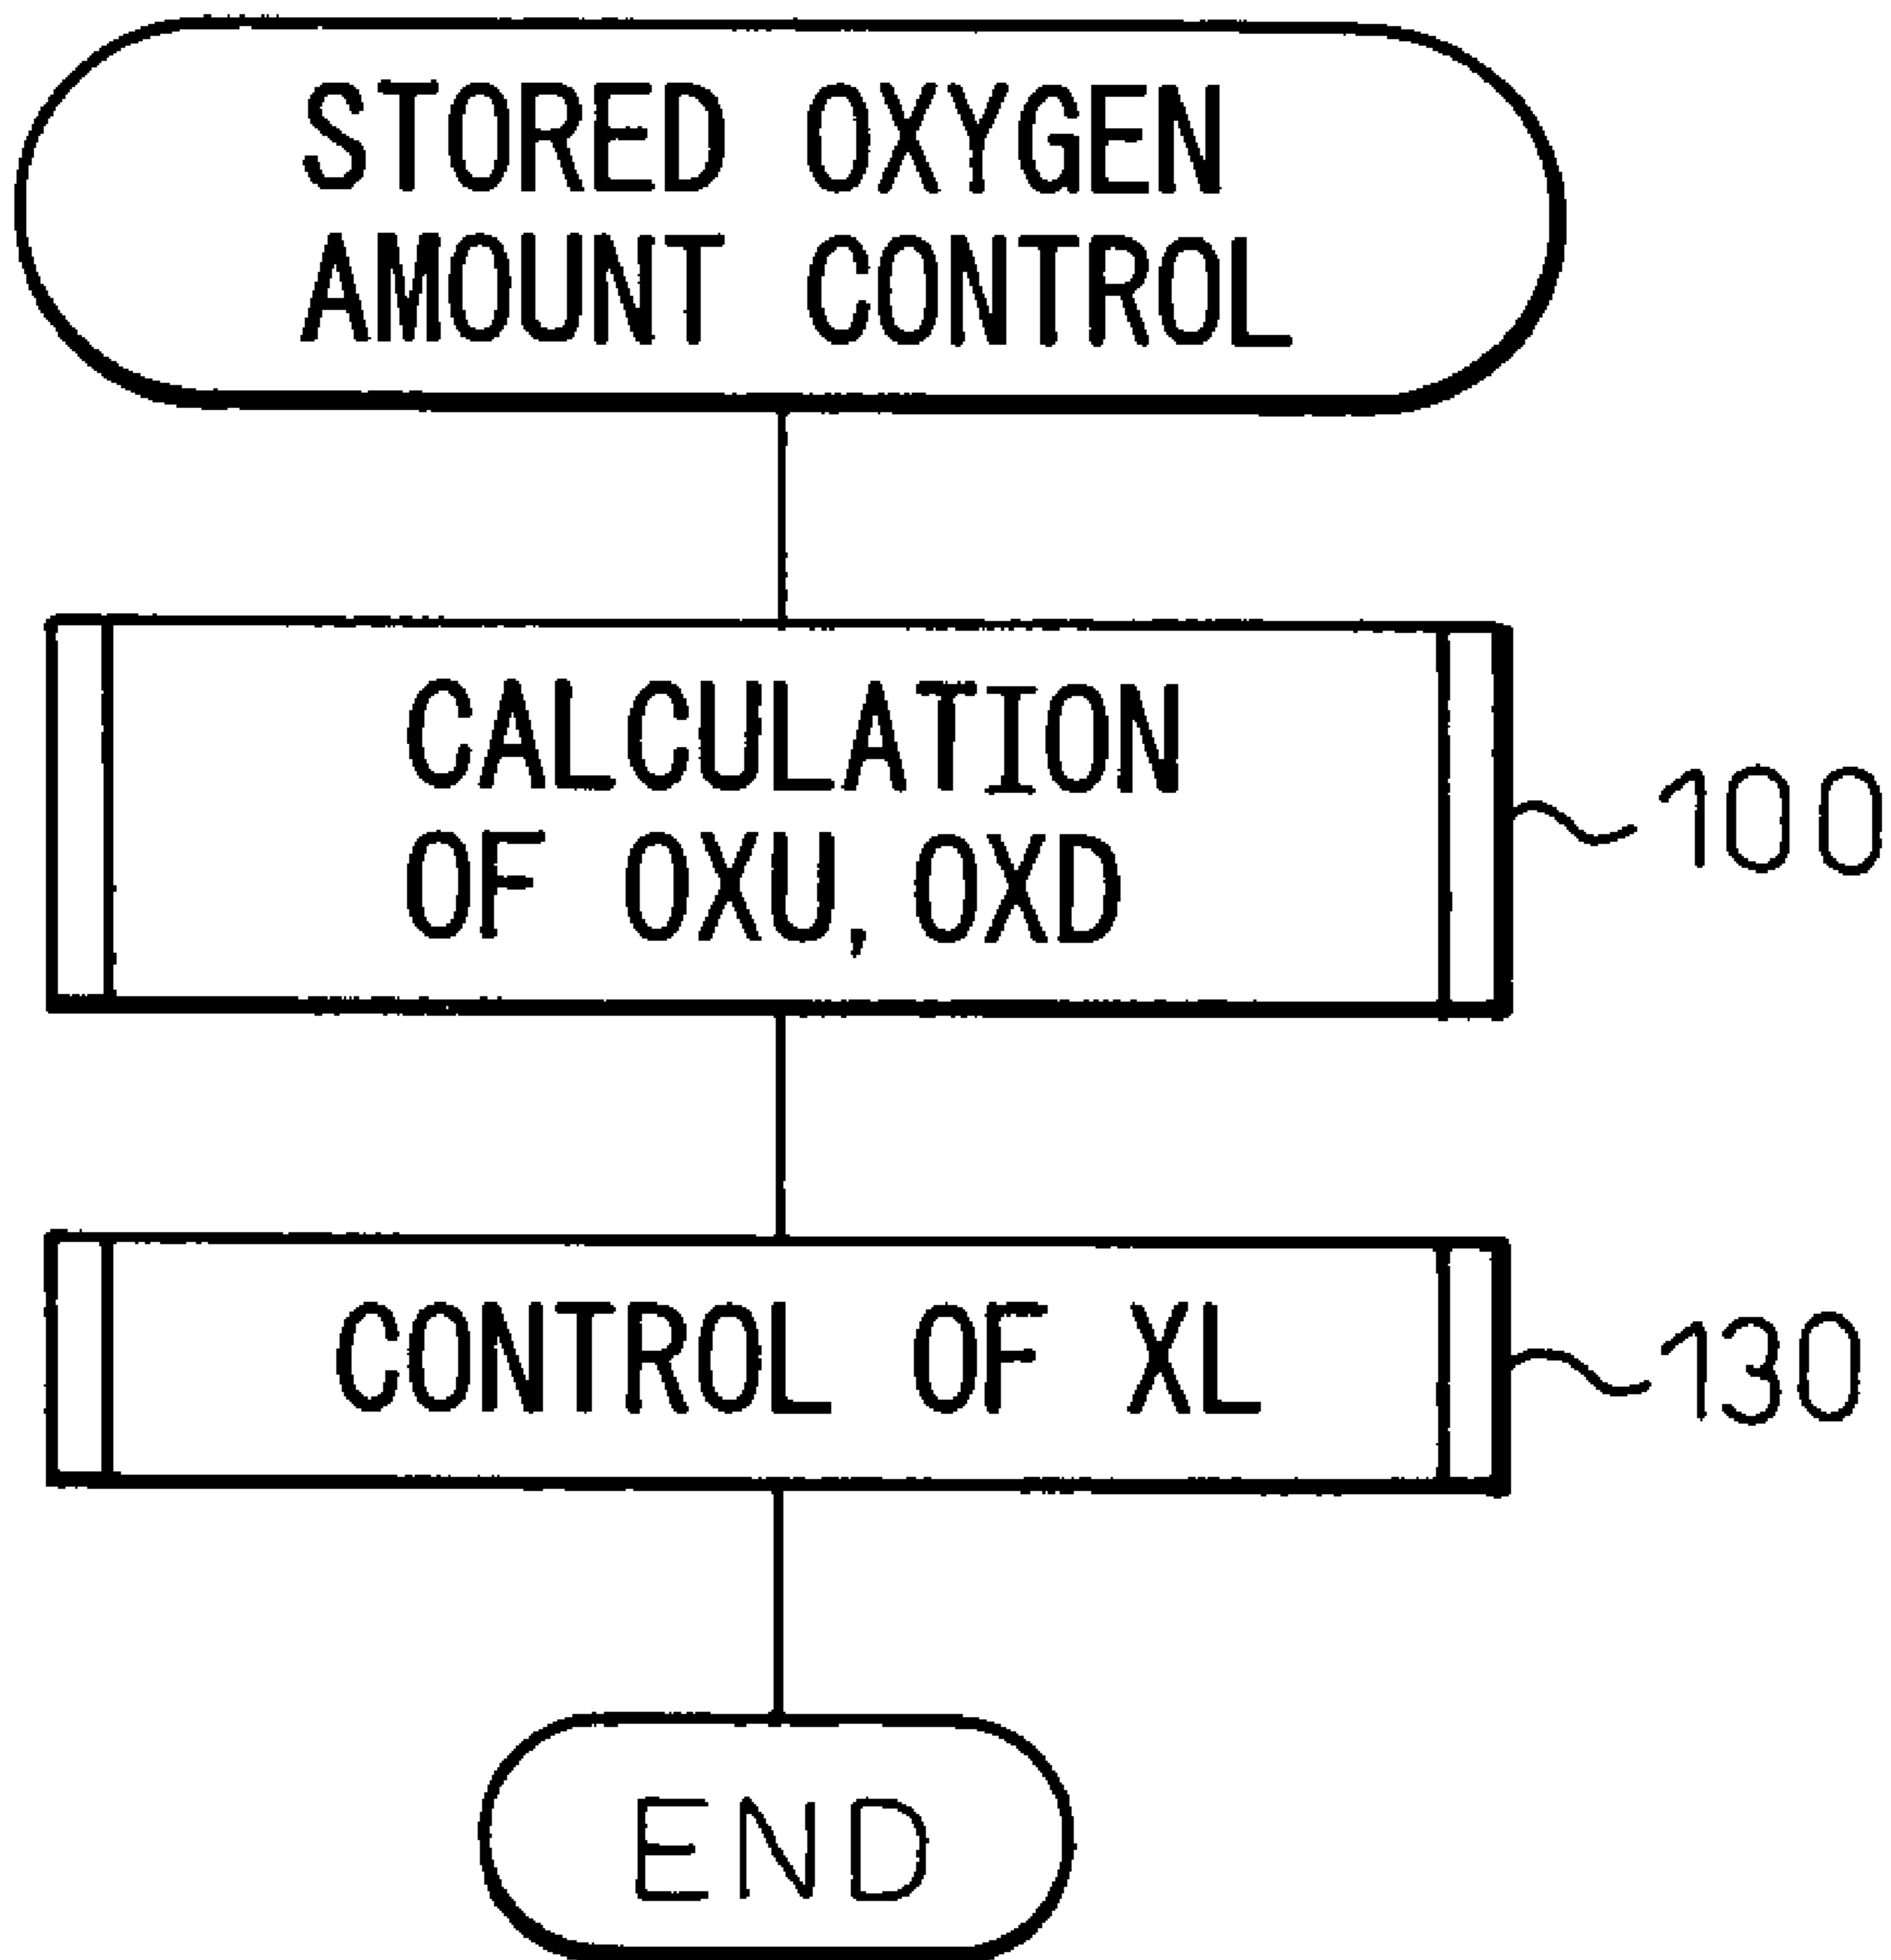 STORED OXYGEN
AMOUNT CONTROL
CALCULATION
OF OXU, OXD
100
CONTROL OF XL
130
END